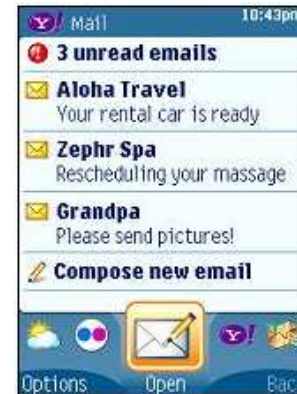 Y! Mail 10:43pm
3 unread emails
Aloha Travel
Your rental car is ready
Zephr Spa
Rescheduling your massage
Grandpa
Please send pictures!
Compose new email
Y!
Options Open Bac